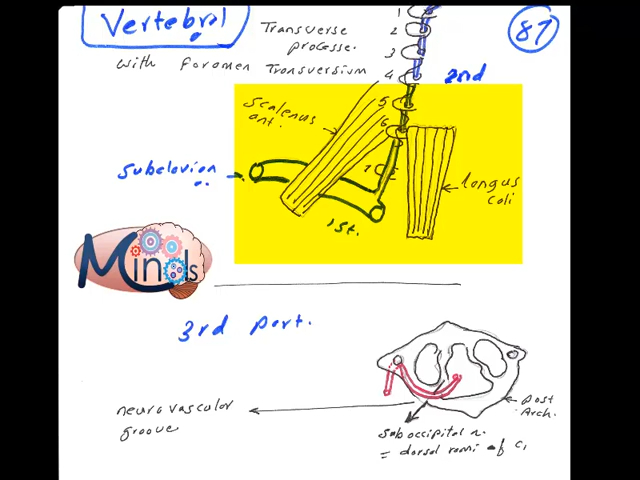 Vertebral
a.
Transverse
processe.
87
with foramen Transversium
1
2
3
4
5
6
7
2nd
Scalenus
ant.
Subclavian
a.
longus
coli
1st.
Minds
3rd part.
neurovascular
groove
post
Arch.
suboccipital n.
= dorsal rami of C1